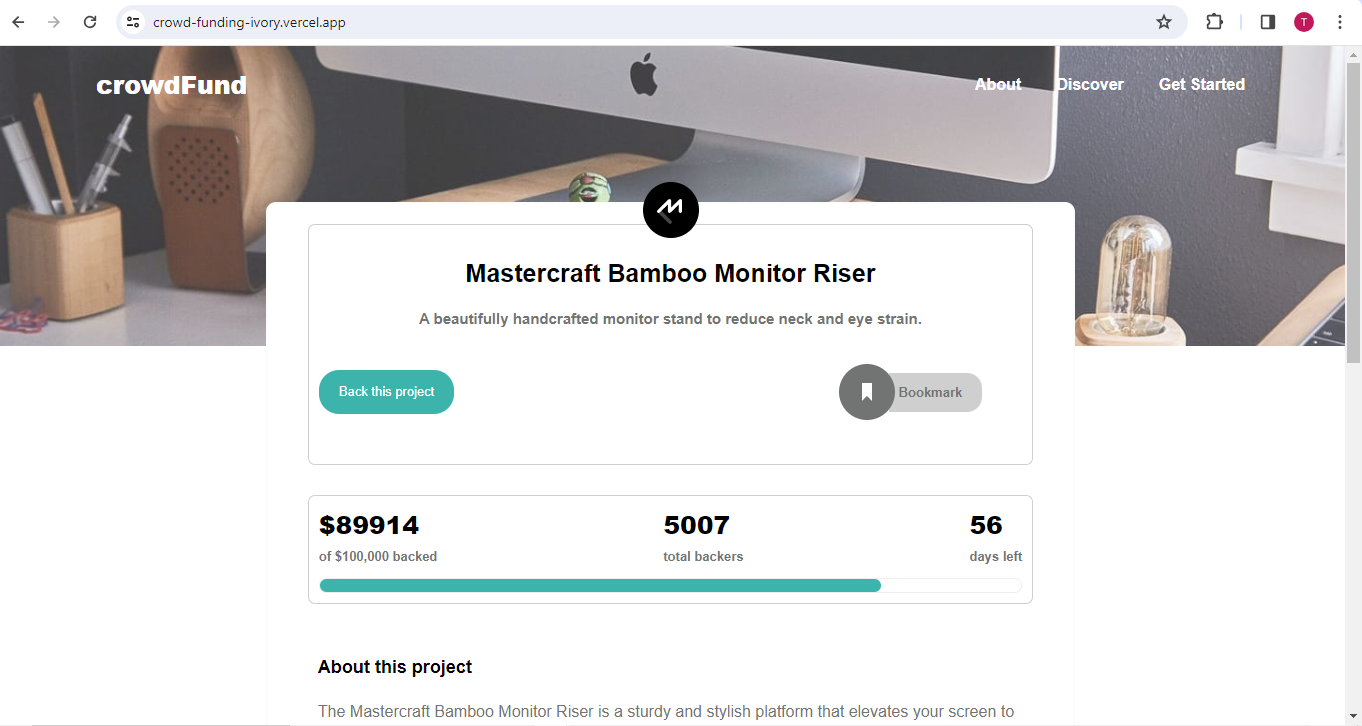 crowd-funding-ivory.vercel.app
T
crowdFund
About Discover Get Started
Mastercraft Bamboo Monitor Riser
A beautifully handcrafted monitor stand to reduce neck and eye strain.
Back this project
Bookmark
$89914 5007 56
of $100,000 backed total backers days left
About this project
The Mastercraft Bamboo Monitor Riser is a sturdy and stylish platform that elevates your screen to